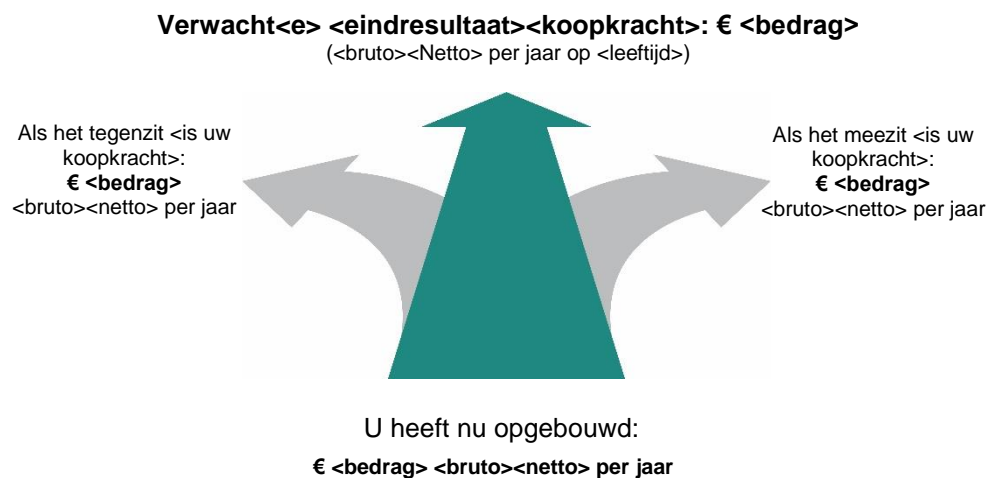 Verwacht<e> <eindresultaat><koopkracht>: € <bedrag>
(<bruto><Netto> per jaar op <leeftijd>)
Als het tegenzit <is uw
koopkracht>:
€ <bedrag>
<bruto><netto> per jaar
Als het meezit <is uw
koopkracht>:
€ <bedrag>
<bruto><netto> per jaar
U heeft nu opgebouwd:
€ <bedrag> <bruto><netto> per jaar